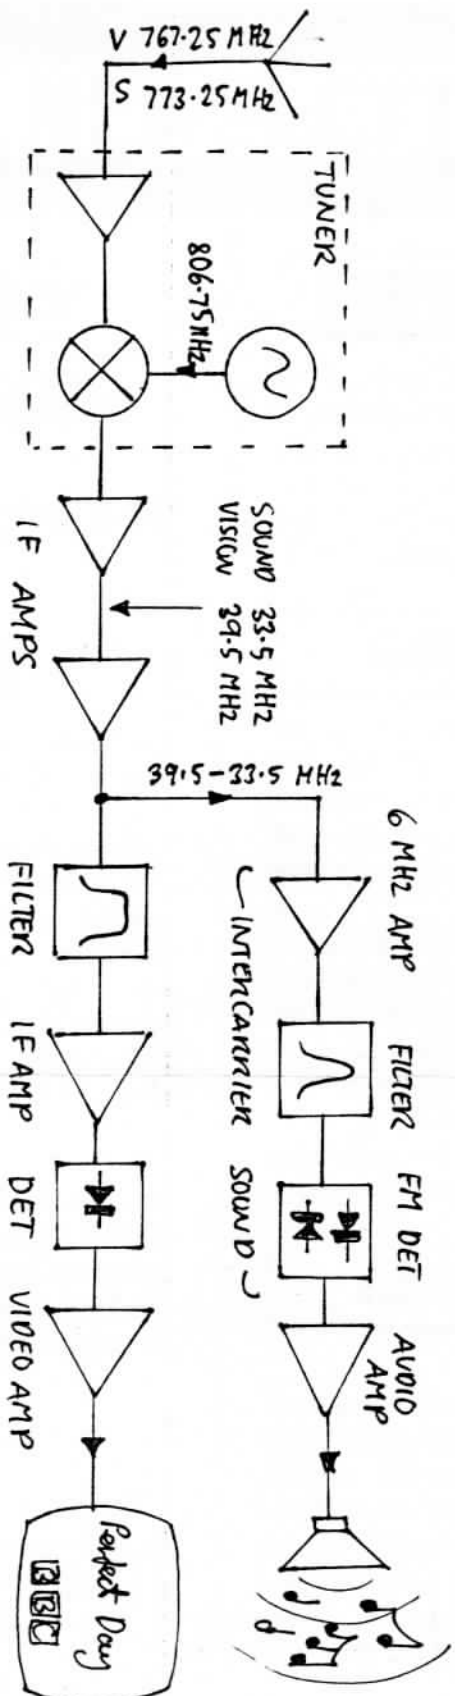 V 767.25 MHz
S 773.25 MHz
TUNER
806.75 MHz
SOUND 33.5 MHz
VISION 39.5 MHz
IF AMPS
39.5-33.5 MHz
6 MHz AMP
FILTER
FM DET
AUDIO
AMP
INTERCARRIER SOUND
FILTER
IF AMP
DET
VIDEO AMP
Perfect Day
BBC